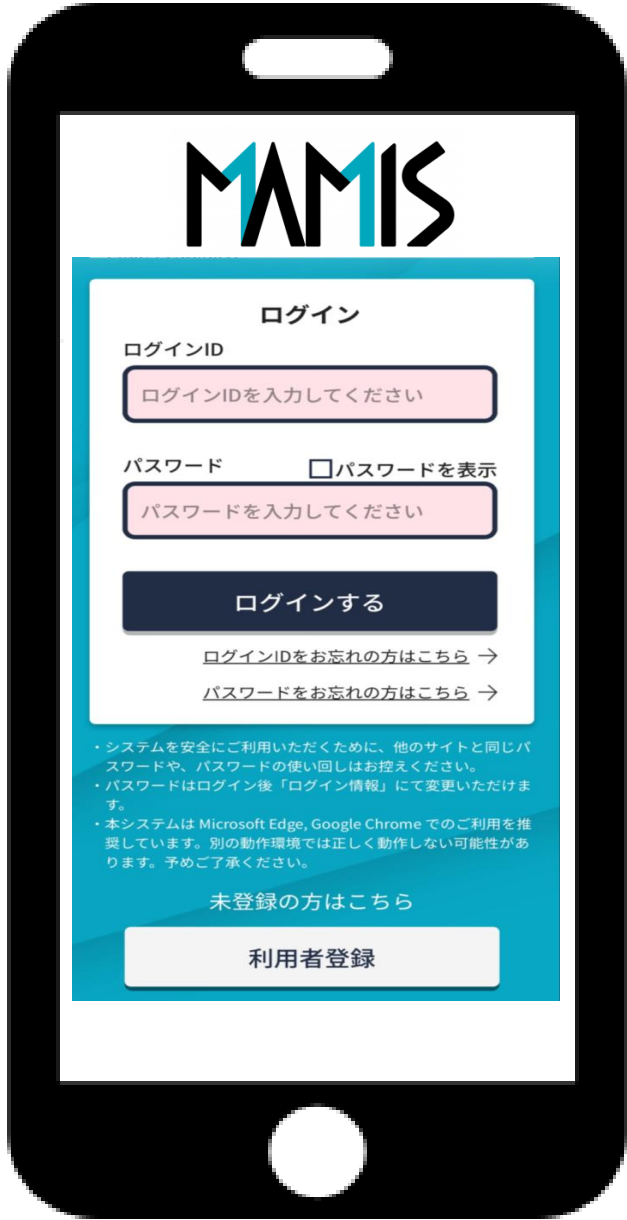 MAMIS
ログイン
ログインID
ログインIDを入力してください
パスワード
パスワードを表示
パスワードを入力してください
ログインする
ログインIDをお忘れの方はこちら →
パスワードをお忘れの方はこちら →
・システムを安全にご利用いただくために、他のサイトと同じパ
スワードや、パスワードの使い回しはお控えください。
・パスワードはログイン後「ログイン情報」にて変更いただけま
す。
・本システムは Microsoft Edge, Google Chrome でのご利用を推
奨しています。別の動作環境では正しく動作しない可能性があ
ります。予めご了承ください。
未登録の方はこちら
利用者登録